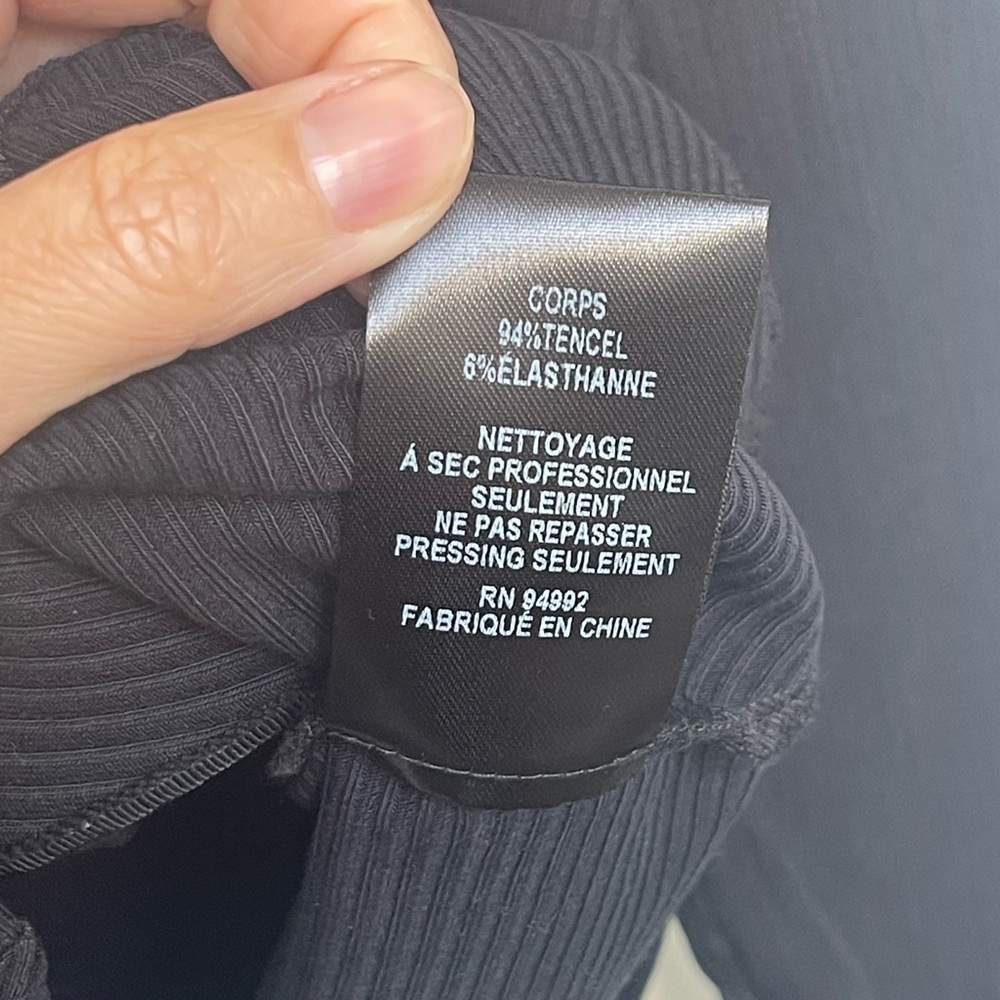 CORPS
94%TENCEL
6%ÉLASTHANNE
NETTOYAGE
Á SEC PROFESSIONNEL
SEULEMENT
NE PAS REPASSER
PRESSING SEULEMENT
RN 94992
FABRIQUÉ EN CHINE